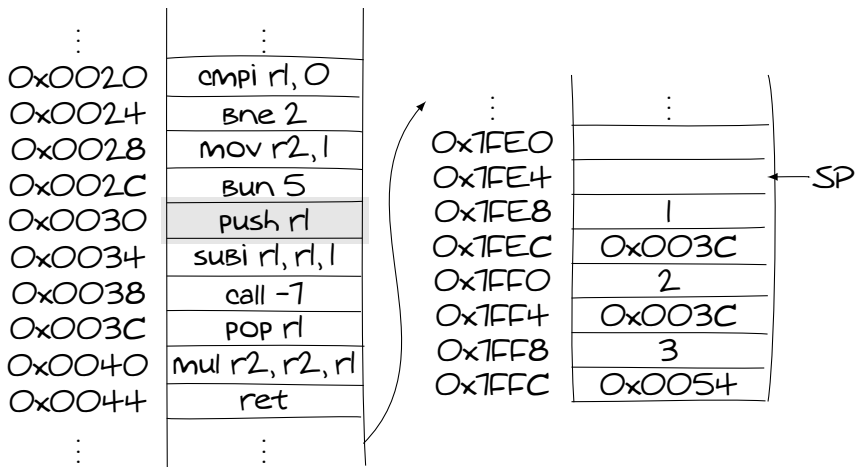 ⋮ ⋮
0x0020 cmpi r1, 0
0x0024 bne 2
0x0028 mov r2, 1
0x002C bun 5
0x0030 push r1
0x0034 subi r1, r1, 1
0x0038 call -7
0x003C pop r1
0x0040 mul r2, r2, r1
0x0044 ret
⋮ ⋮
⋮ ⋮
0x7FE0
0x7FE4 SP
0x7FE8 1
0x7FEC 0x003C
0x7FF0 2
0x7FF4 0x003C
0x7FF8 3
0x7FFC 0x0054